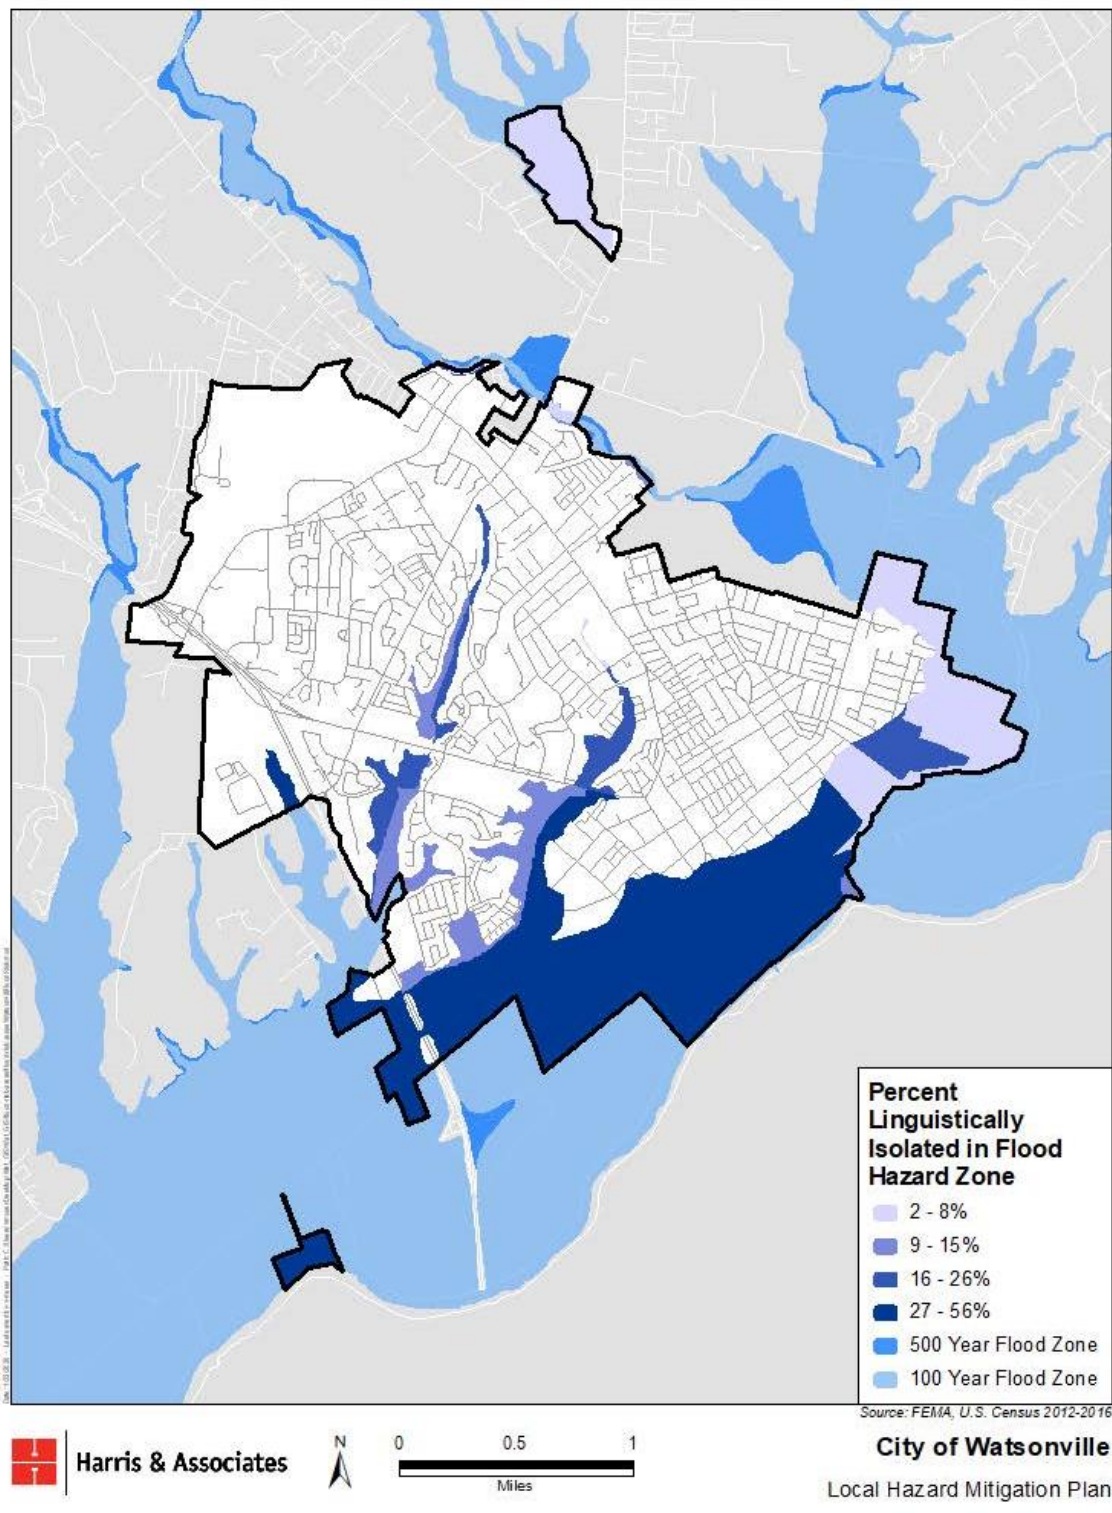 Percent
Linguistically
Isolated in Flood
Hazard Zone
2 - 8%
9 - 15%
16 - 26%
27 - 56%
500 Year Flood Zone
100 Year Flood Zone
Source: FEMA, U.S. Census 2012-2016
Harris & Associates
N
0 0.5 1
Miles
City of Watsonville
Local Hazard Mitigation Plan